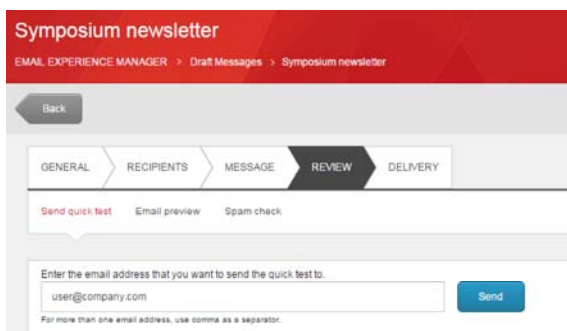 Symposium newsletter
EMAIL EXPERIENCE MANAGER > Draft Messages > Symposium newsletter
Back
GENERAL RECIPIENTS MESSAGE REVIEW DELIVERY
Send quick test Email preview Spam check
Enter the email address that you want to send the quick test to.
user@company.com Send
For more than one email address, use comma as a separator.